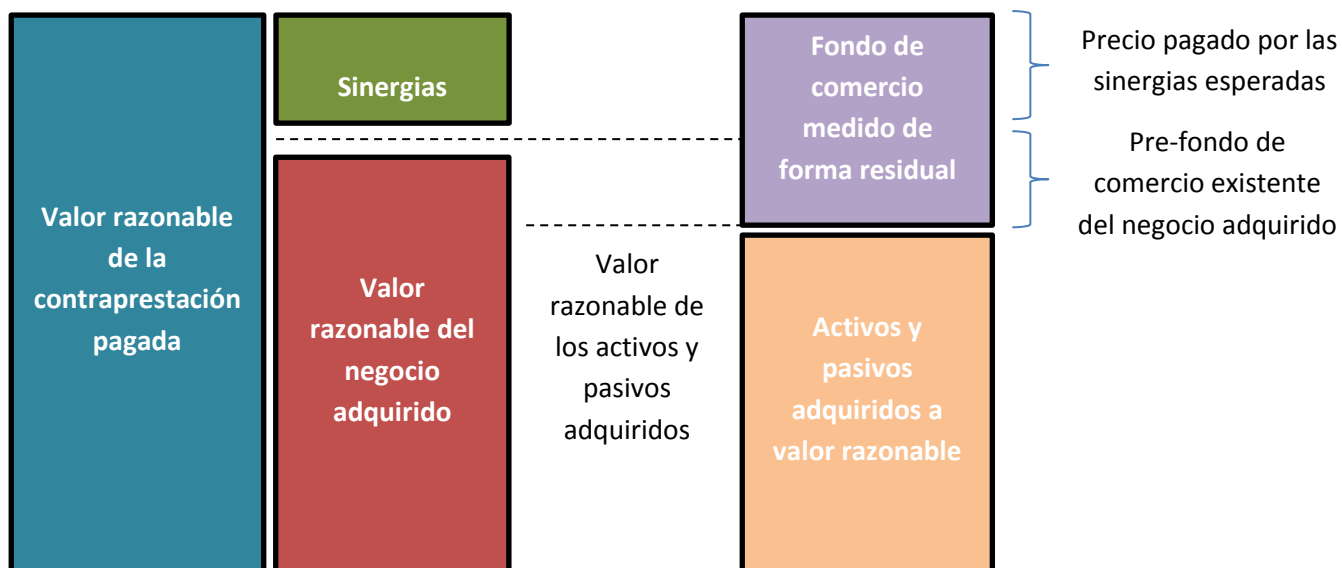 Valor razonable
de la
contraprestación
pagada
Sinergias
Valor
razonable del
negocio
adquirido
Valor
razonable de
los activos y
pasivos
adquiridos
Fondo de
comercio
medido de
forma residual
Activos y
pasivos
adquiridos a
valor razonable
Precio pagado por las
sinergias esperadas
Pre-fondo de
comercio existente
del negocio adquirido